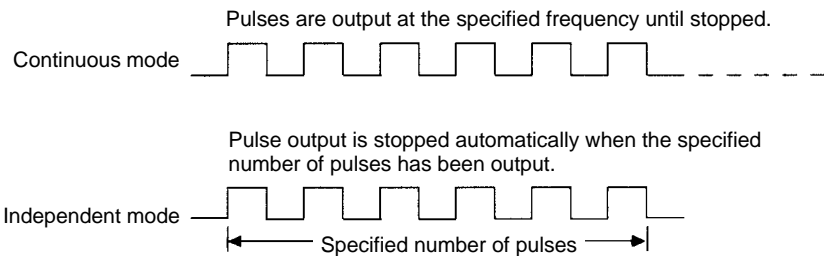 Pulses are output at the specified frequency until stopped.
Continuous mode
Pulse output is stopped automatically when the specified
number of pulses has been output.
Independent mode
Specified number of pulses